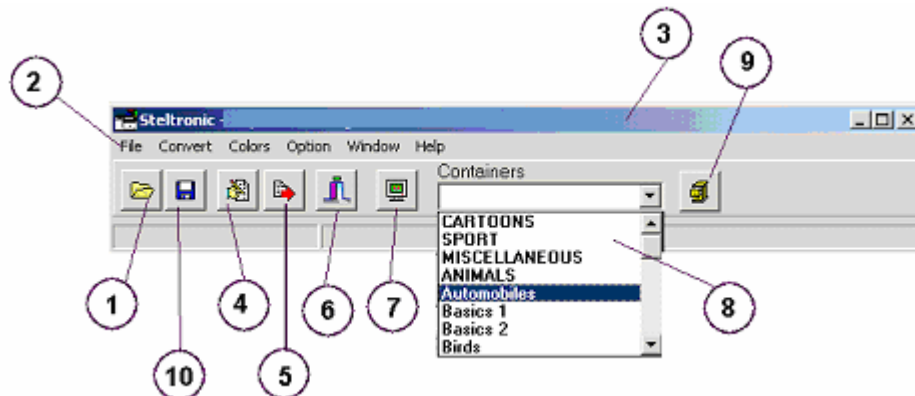 3
9
2
Steltronic -
File Convert Colors Option Window Help
Containers
CARTOONS
SPORT
MISCELLANEOUS
ANIMALS
Automobiles
Basics 1
Basics 2
Birds
1
4
6
7
8
10
5